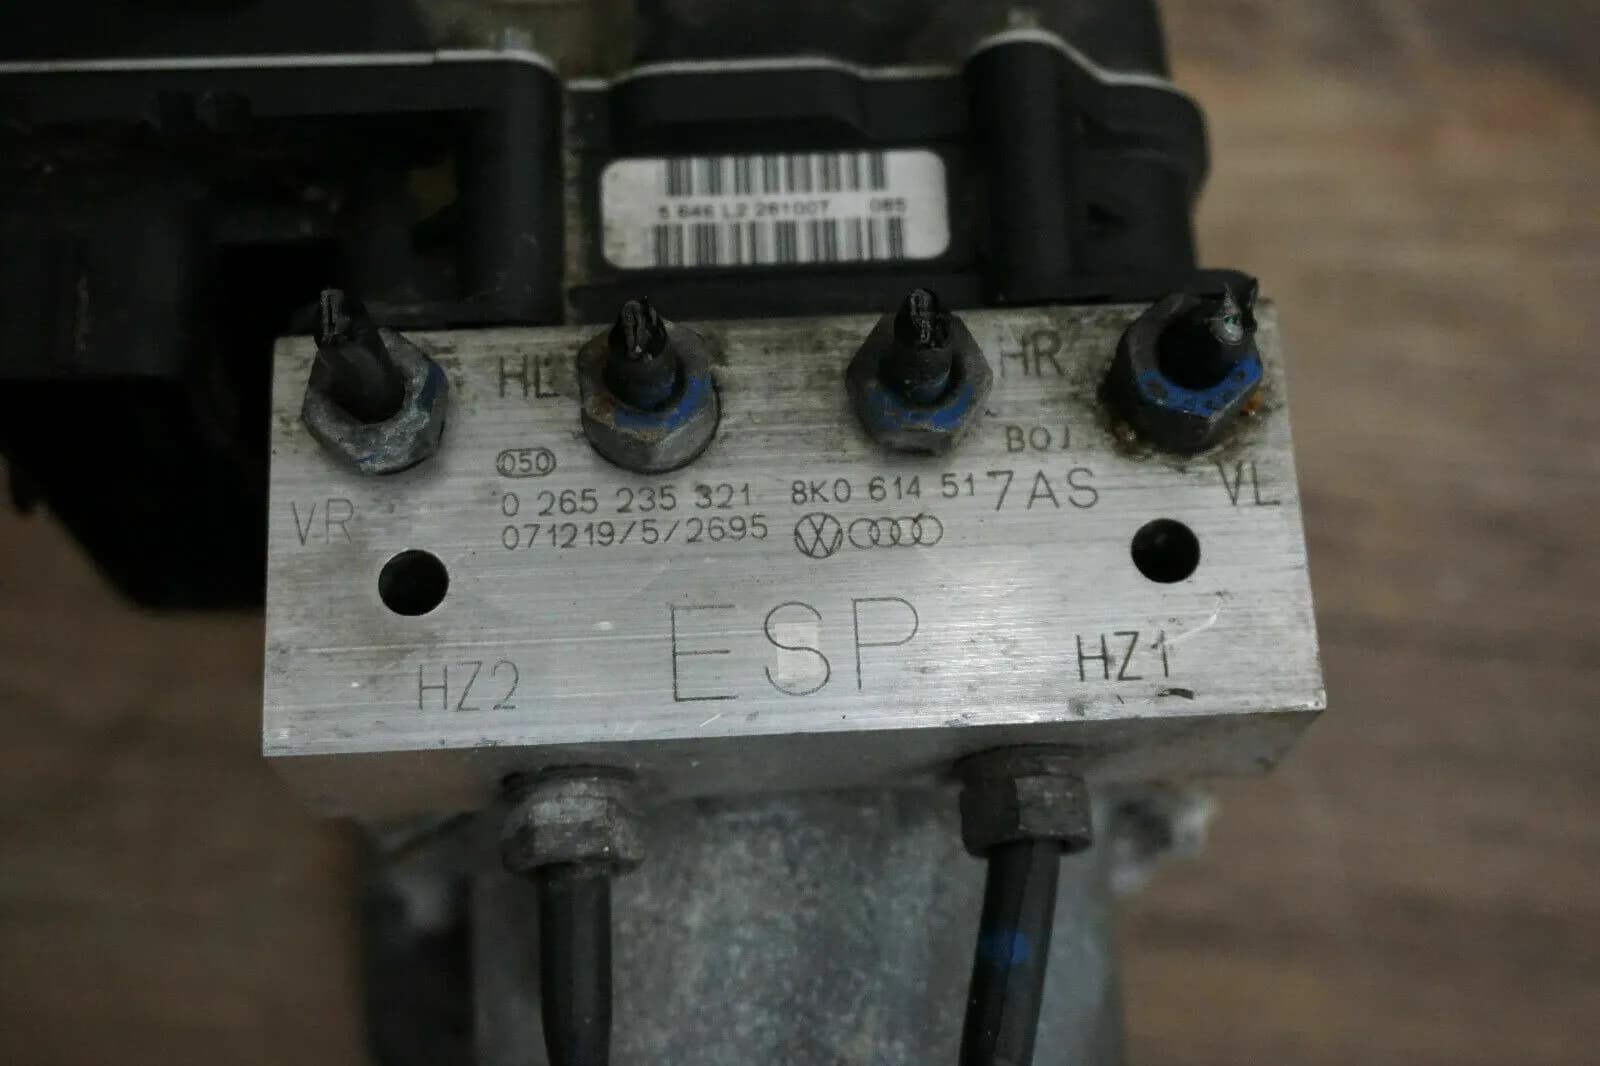 5 646 L2 281007 085
HL
HR
050
BOJ
VR
0 265 235 321 8K0 614 517AS
VL
071219/5/2695
ESP
HZ2
HZ1